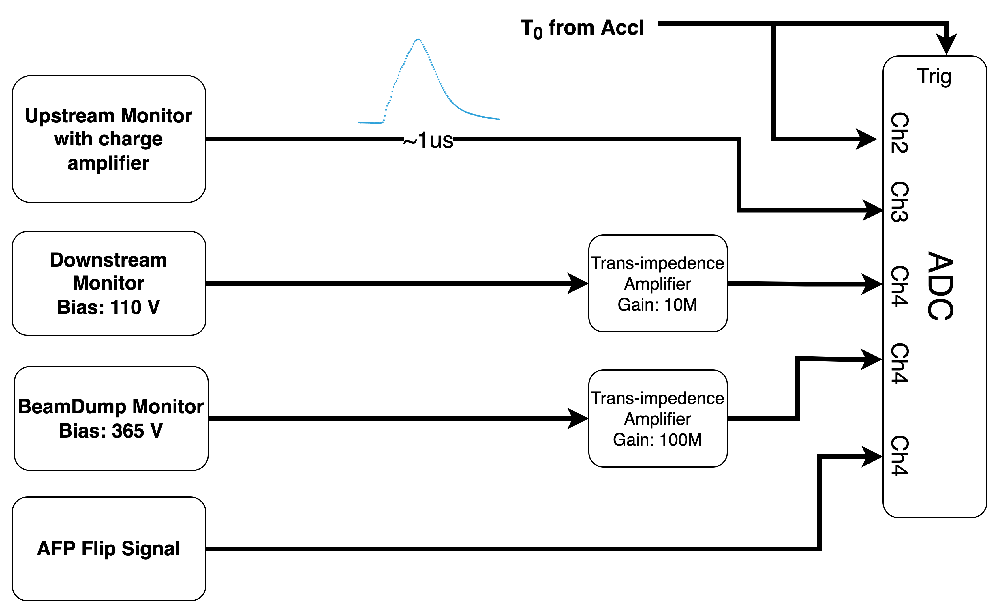 T₀ from Accl
Trig
Upstream Monitor
with charge
amplifier
~1us
Ch2
Ch3
Downstream
Monitor
Bias: 110 V
Trans-impedence
Amplifier
Gain: 10M
Ch4
ADC
BeamDump Monitor
Bias: 365 V
Trans-impedence
Amplifier
Gain: 100M
Ch4
AFP Flip Signal
Ch4